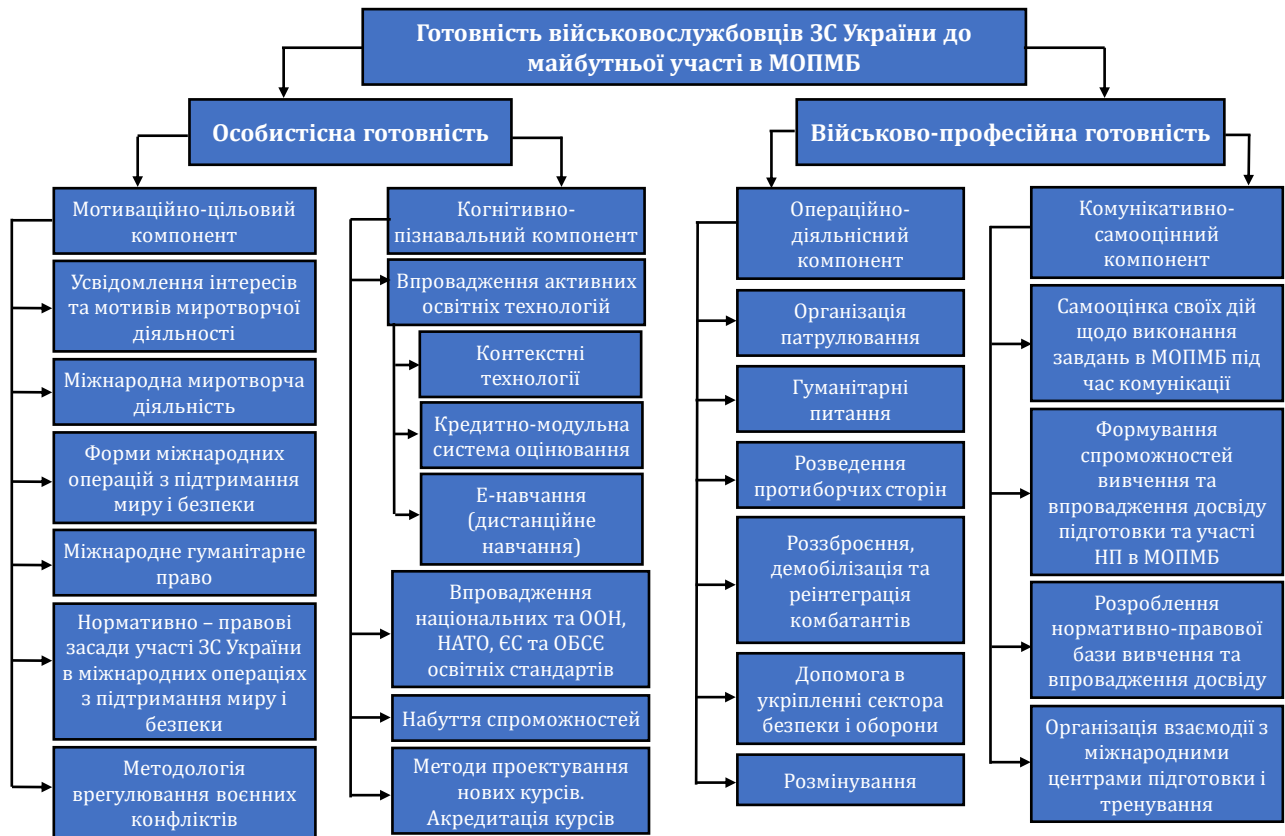 Готовність військовослужбовців ЗС України до
майбутньої участі в МОПМБ
Особистісна готовність
Військово-професійна готовність
Мотиваційно-цільовий
компонент
Усвідомлення інтересів
та мотивів миротворчої
діяльності
Міжнародна миротворча
діяльність
Форми міжнародних
операцій з підтримання
миру і безпеки
Міжнародне гуманітарне
право
Нормативно – правові
засади участі ЗС України
в міжнародних операціях
з підтримання миру і
безпеки
Методологія
врегулювання воєнних
конфліктів
Когнітивно-
пізнавальний компонент
Впровадження активних
освітніх технологій
Контекстні
технології
Кредитно-модульна
система оцінювання
Е-навчання
(дистанційне
навчання)
Впровадження
національних та ООН,
НАТО, ЄС та ОБСЄ
освітніх стандартів
Набуття спроможностей
Методи проектування
нових курсів.
Акредитація курсів
Операційно-
діяльнісний
компонент
Організація
патрулювання
Гуманітарні
питання
Розведення
протиборчих сторін
Роззброєння,
демобілізація та
реінтеграція
комбатантів
Допомога в
укріпленні сектора
безпеки і оборони
Розмінування
Комунікативно-
самооцінний
компонент
Самооцінка своїх дій
щодо виконання
завдань в МОПМБ під
час комунікації
Формування
спроможностей
вивчення та
впровадження досвіду
підготовки та участі
НП в МОПМБ
Розроблення
нормативно-правової
бази вивчення та
впровадження досвіду
Організація взаємодії з
міжнародними
центрами підготовки і
тренування